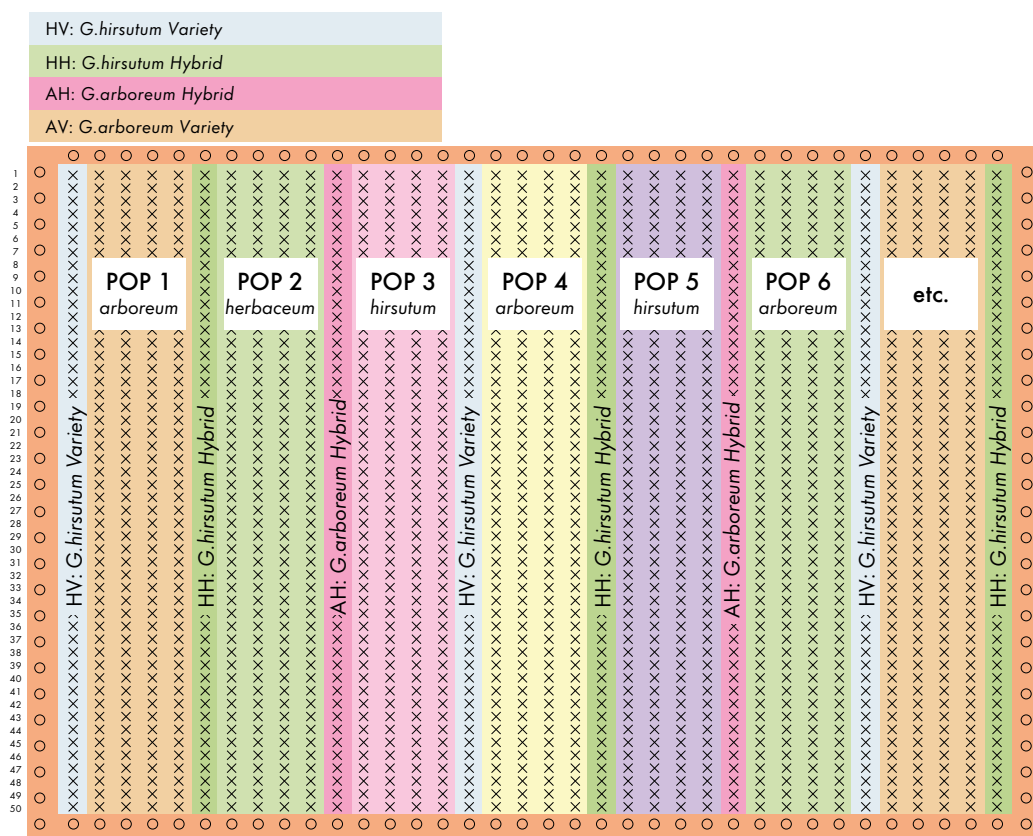 HV: G.hirsutum Variety
HH: G.hirsutum Hybrid
AH: G.arboreum Hybrid
AV: G.arboreum Variety
1
2
3
4
5
6
7
8
9
10
11
12
13
14
15
16
17
18
19
20
21
22
23
24
25
26
27
28
29
30
31
32
33
34
35
36
37
38
39
40
41
42
43
44
45
46
47
48
49
50
HV: G.hirsutum Variety
POP 1
arboreum
HH: G.hirsutum Hybrid
POP 2
herbaceum
AH: G.arboreum Hybrid
POP 3
hirsutum
HV: G.hirsutum Variety
POP 4
arboreum
HH: G.hirsutum Hybrid
POP 5
hirsutum
AH: G.arboreum Hybrid
POP 6
arboreum
HV: G.hirsutum Variety
etc.
HH: G.hirsutum Hybrid